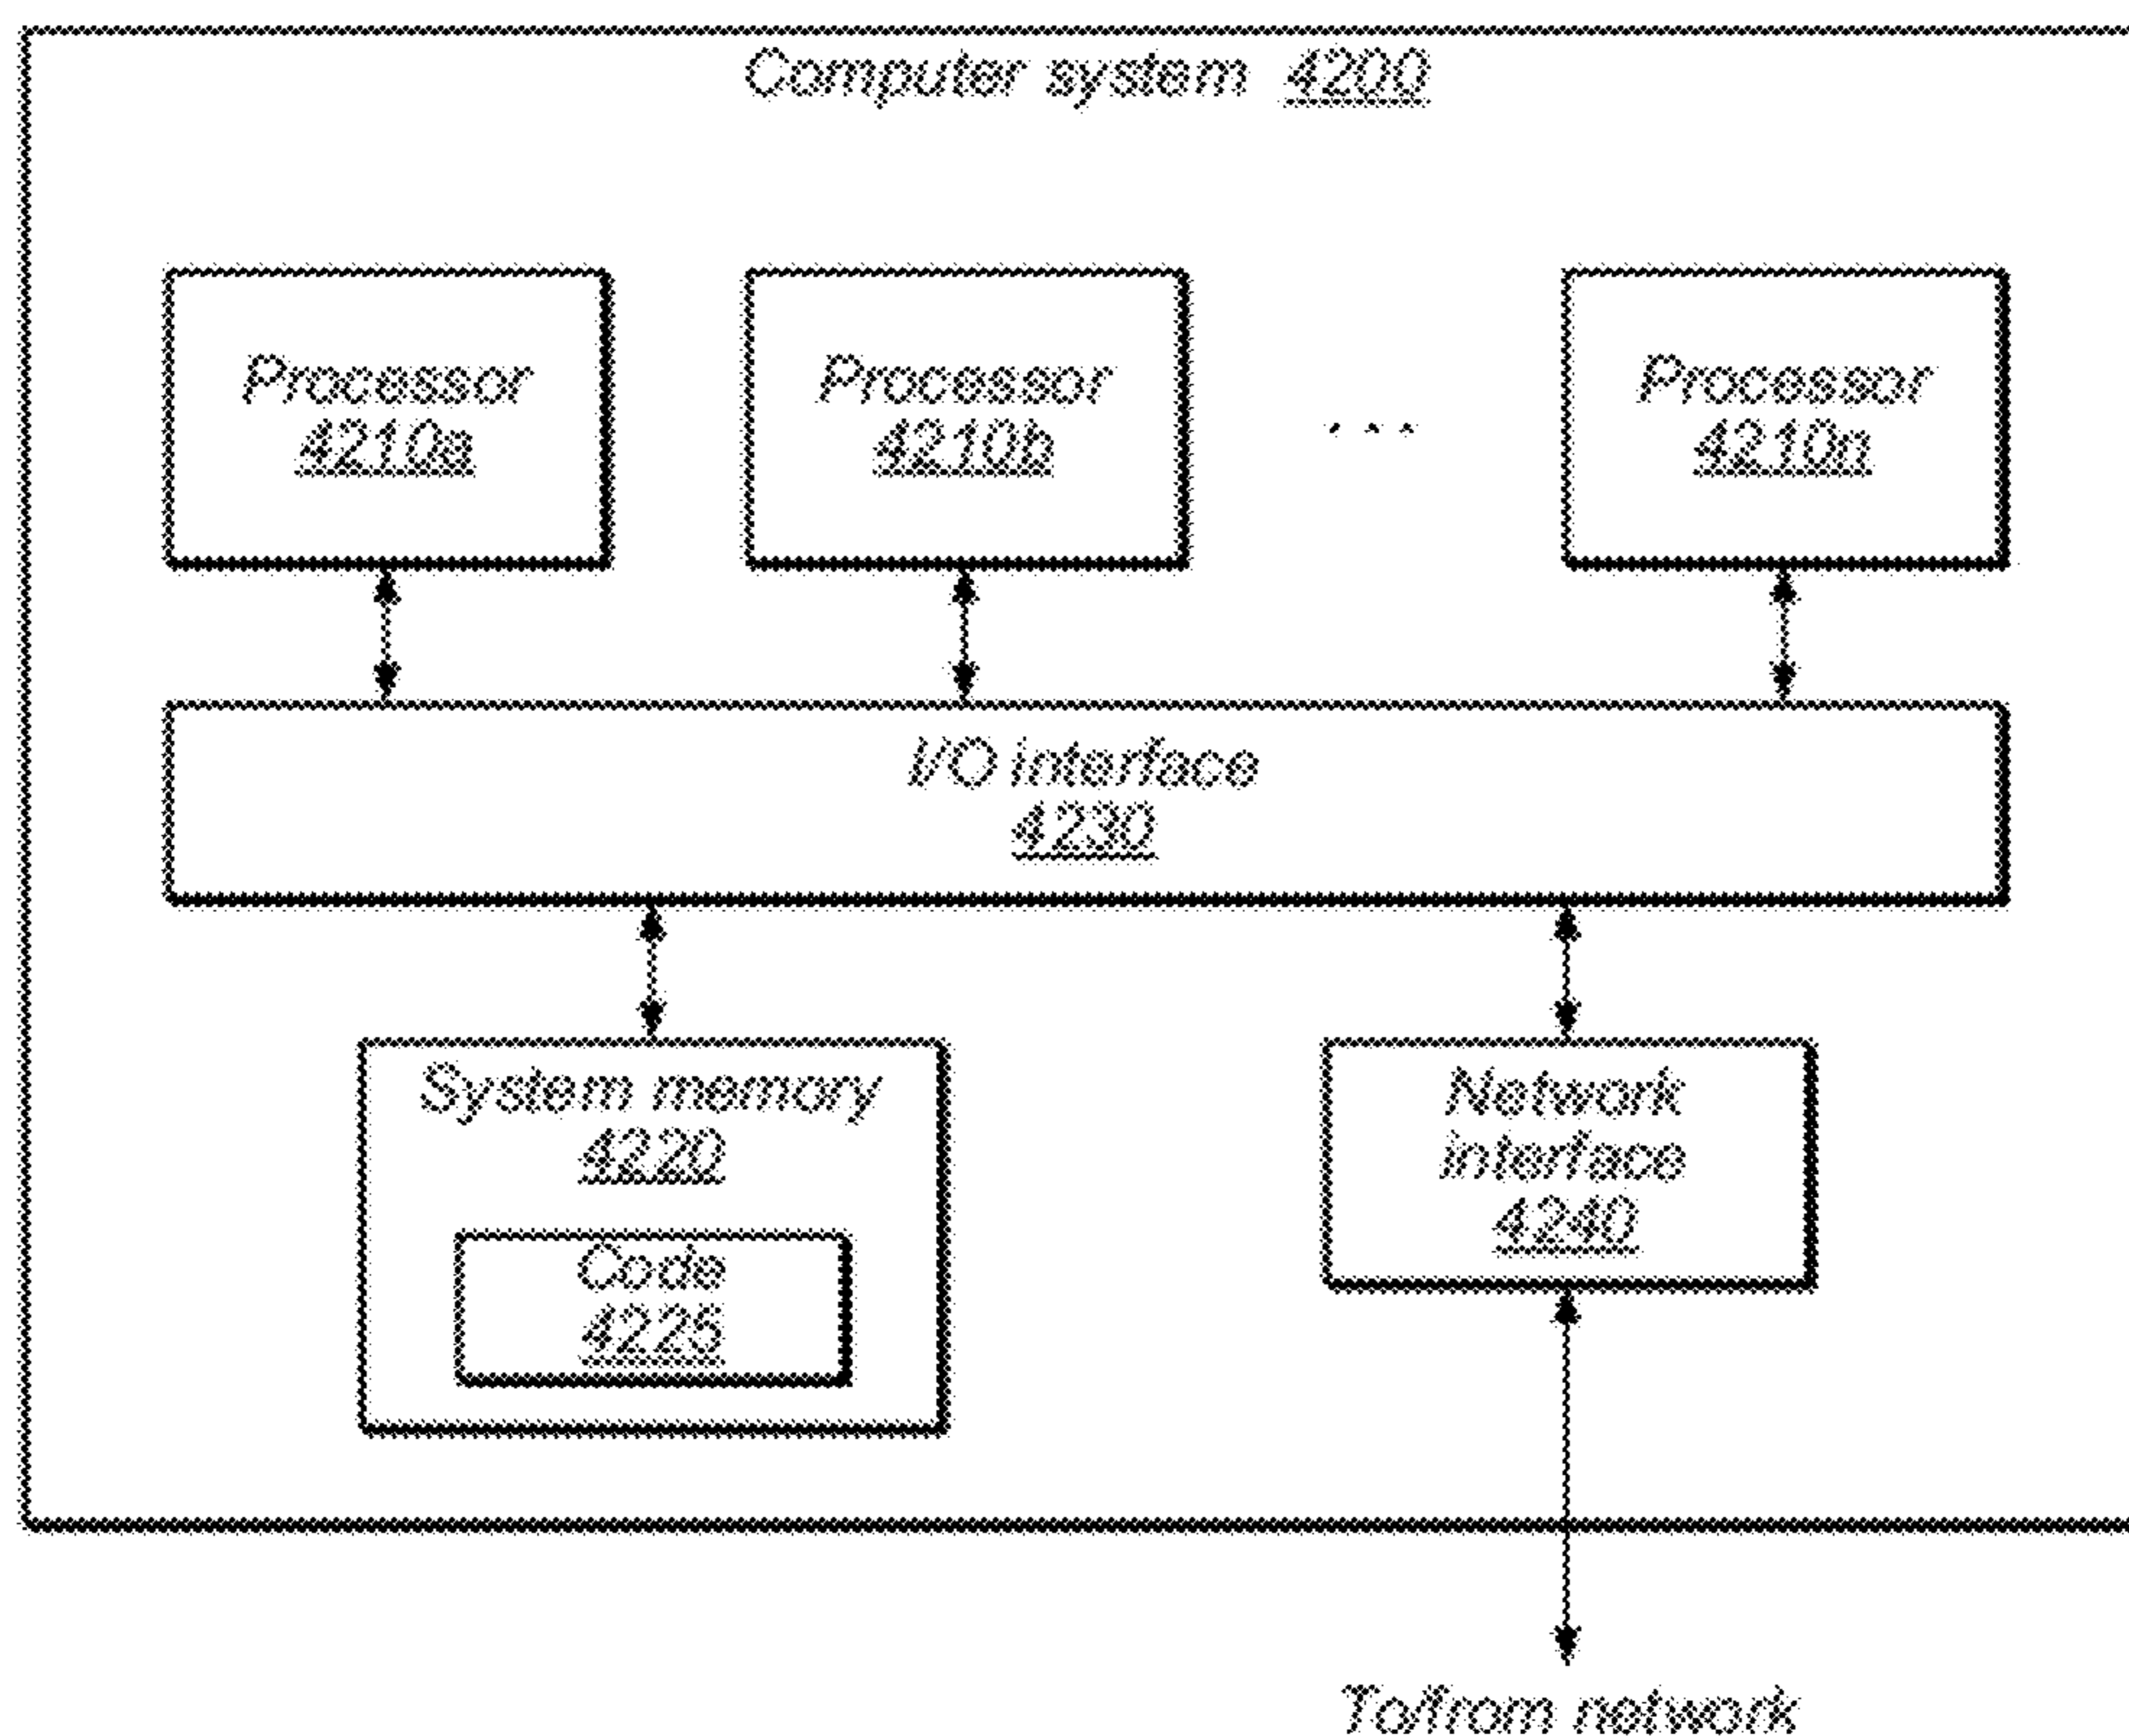 Computer system 4200
Processor
4210a
Processor
4210b
. . .
Processor
4210n
I/O interface
4230
System memory
4220
Code
4225
Network
interface
4240
To/from network